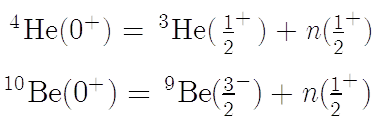 ⁴He(0⁺) = ³He(½⁺) + n(½⁺)
¹⁰Be(0⁺) = ⁹Be(3/2⁻) + n(½⁺)